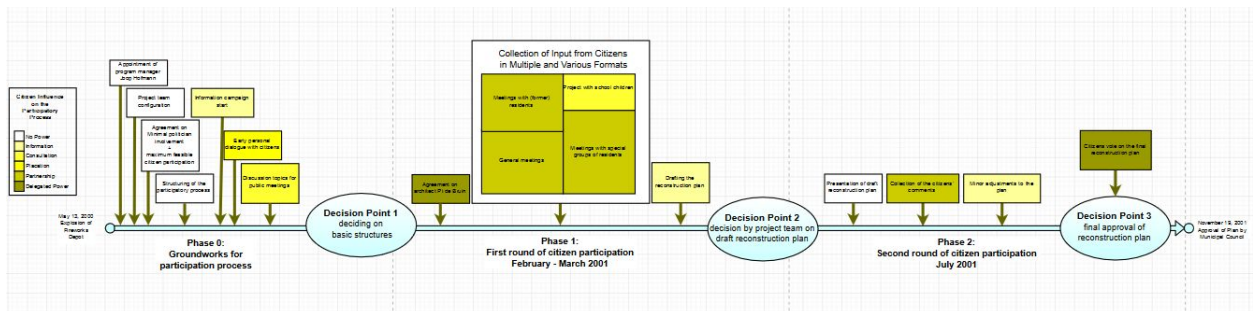 Citizen Influence
on the
Participatory
Process
No Power
Information
Consultation
Placation
Partnership
Delegated Power
May 13, 2000
Explosion of
Fireworks
Depot
Appointment of
program manager
Joop Hofmann
Project team
configuration
Agreement on
Minimal politician
involvement
+
maximum feasible
citizen participation
Structuring of the
participatory process
Information campaign
start
Early personal
dialogue with citizens
Discussion topics for
public meetings
Phase 0:
Groundworks for
participation process
Decision Point 1
deciding on
basic structures
Agreement on
Collection of Input from Citizens
in Multiple and Various Formats
Meetings with (former)
residents
Project with school children
General meetings
Meetings with special
groups of residents
Drafting the
reconstruction plan
Phase 1:
First round of citizen participation
February - March 2001
Decision Point 2
decision by project team on
draft reconstruction plan
Presentation of draft
reconstruction plan
Collection of the citizens'
comments
Minor adjustments to the
plan
Phase 2:
Second round of citizen participation
July 2001
Citizens vote on the final
reconstruction plan
Decision Point 3
final approval of
reconstruction plan
November 19, 2001
Approval of Plan by
Municipal Council